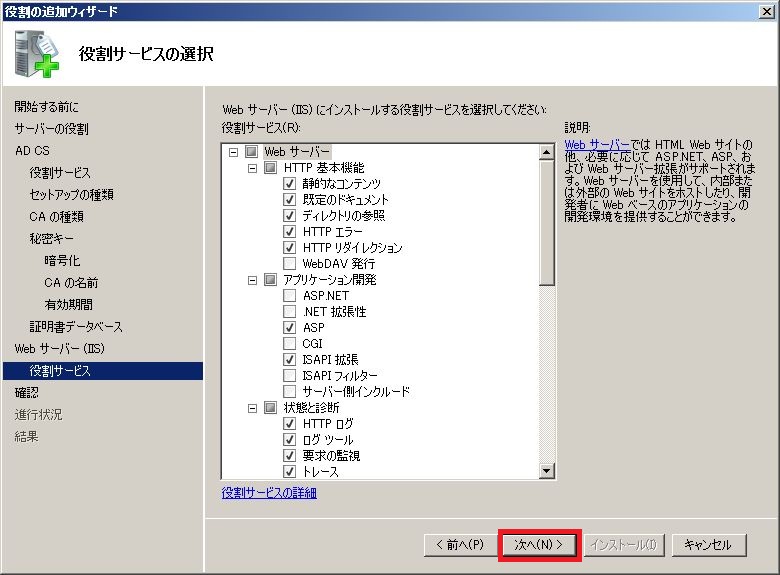 役割の追加ウィザード
役割サービスの選択
開始する前に
サーバーの役割
AD CS
役割サービス
セットアップの種類
CA の種類
秘密キー
暗号化
CA の名前
有効期間
証明書データベース
Web サーバー (IIS)
役割サービス
確認
進行状況
結果
Web サーバー (IIS) にインストールする役割サービスを選択してください:
役割サービス(R):
Web サーバー
HTTP 基本機能
静的なコンテンツ
既定のドキュメント
ディレクトリの参照
HTTP エラー
HTTP リダイレクション
WebDAV 発行
アプリケーション開発
ASP.NET
.NET 拡張性
ASP
CGI
ISAPI 拡張
ISAPI フィルター
サーバー側インクルード
状態と診断
HTTP ログ
ログ ツール
要求の監視
トレース
役割サービスの詳細
説明:
Web サーバーでは HTML Web サイトの
他、必要に応じて ASP.NET、ASP、お
よび Web サーバー拡張がサポートされま
す。Web サーバーを使用して、内部また
は外部の Web サイトをホストしたり、開
発者に Web ベースのアプリケーションの
開発環境を提供することができます。
< 前へ(P)
次へ(N) >
インストール(I)
キャンセル